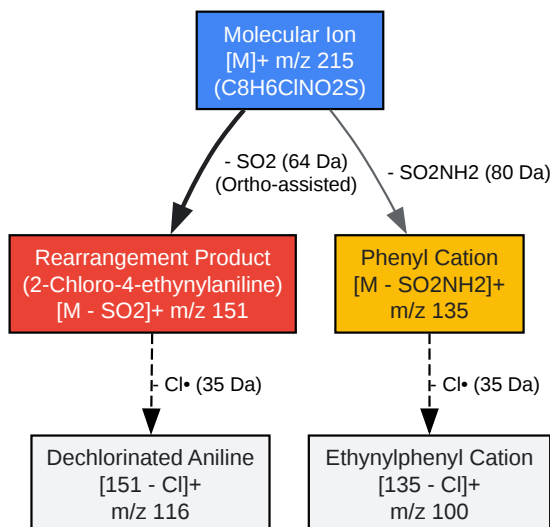 Molecular Ion
[M]+ m/z 215
(C8H6ClNO2S)
- SO2 (64 Da)
(Ortho-assisted)
- SO2NH2 (80 Da)
Rearrangement Product
(2-Chloro-4-ethynylaniline)
[M - SO2]+ m/z 151
Phenyl Cation
[M - SO2NH2]+
m/z 135
- Cl• (35 Da)
- Cl• (35 Da)
Dechlorinated Aniline
[151 - Cl]+
m/z 116
Ethynylphenyl Cation
[135 - Cl]+
m/z 100